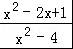 x² - 2x+1
x² - 4